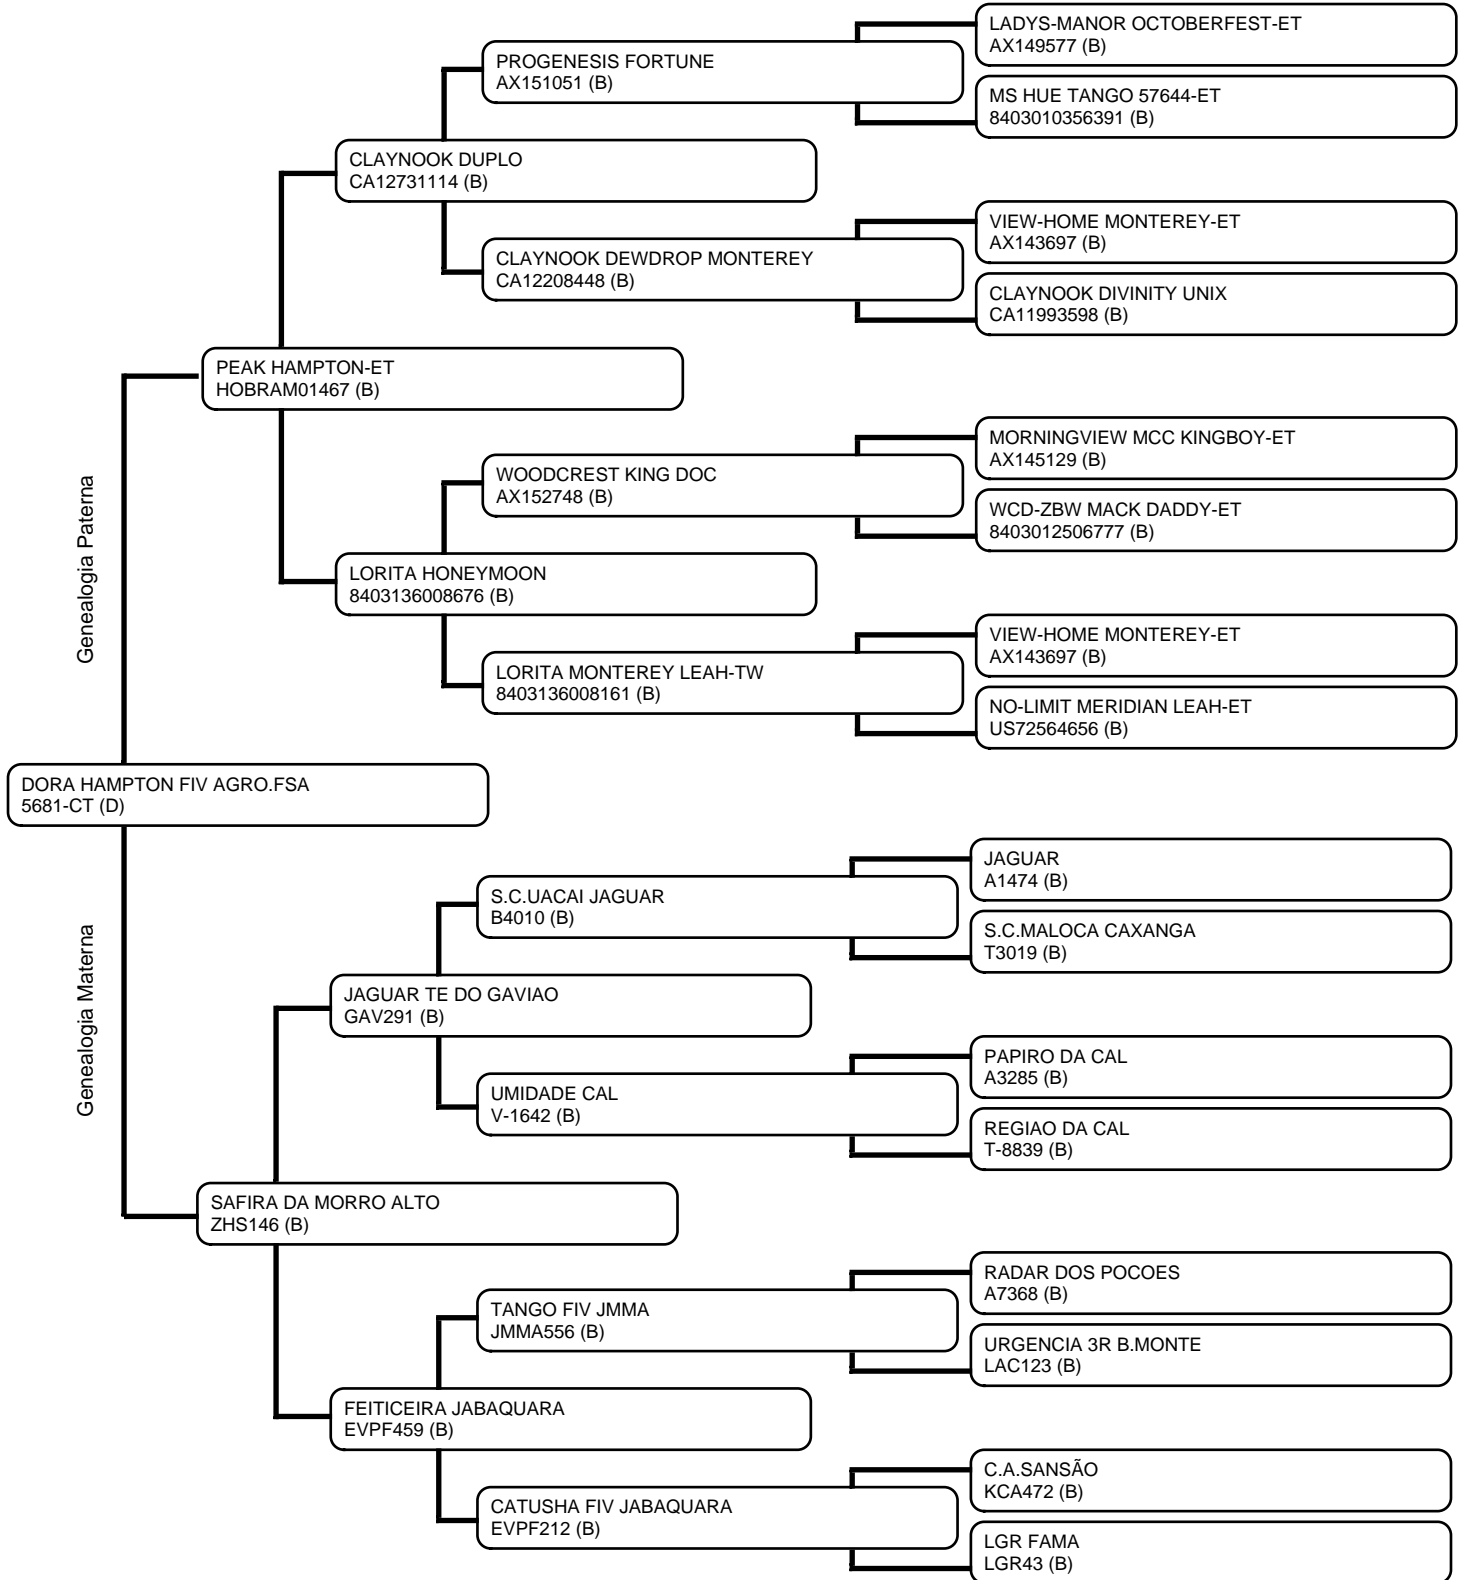 LADYS-MANOR OCTOBERFEST-ET
AX149577 (B)
PROGENESIS FORTUNE
AX151051 (B)
MS HUE TANGO 57644-ET
8403010356391 (B)
CLAYNOOK DUPLO
CA12731114 (B)
VIEW-HOME MONTEREY-ET
AX143697 (B)
CLAYNOOK DEWDROP MONTEREY
CA12208448 (B)
CLAYNOOK DIVINITY UNIX
CA11993598 (B)
PEAK HAMPTON-ET
HOBRAM01467 (B)
MORNINGVIEW MCC KINGBOY-ET
AX145129 (B)
WOODCREST KING DOC
AX152748 (B)
WCD-ZBW MACK DADDY-ET
8403012506777 (B)
Genealogia Paterna
LORITA HONEYMOON
8403136008676 (B)
VIEW-HOME MONTEREY-ET
AX143697 (B)
LORITA MONTEREY LEAH-TW
8403136008161 (B)
NO-LIMIT MERIDIAN LEAH-ET
US72564656 (B)
DORA HAMPTON FIV AGRO.FSA
5681-CT (D)
JAGUAR
A1474 (B)
S.C.UACAI JAGUAR
B4010 (B)
S.C.MALOCA CAXANGA
T3019 (B)
Genealogia Materna
JAGUAR TE DO GAVIAO
GAV291 (B)
PAPIRO DA CAL
A3285 (B)
UMIDADE CAL
V-1642 (B)
REGIAO DA CAL
T-8839 (B)
SAFIRA DA MORRO ALTO
ZHS146 (B)
RADAR DOS POCOES
A7368 (B)
TANGO FIV JMMA
JMMA556 (B)
URGENCIA 3R B.MONTE
LAC123 (B)
FEITICEIRA JABAQUARA
EVPF459 (B)
C.A.SANSÃO
KCA472 (B)
CATUSHA FIV JABAQUARA
EVPF212 (B)
LGR FAMA
LGR43 (B)